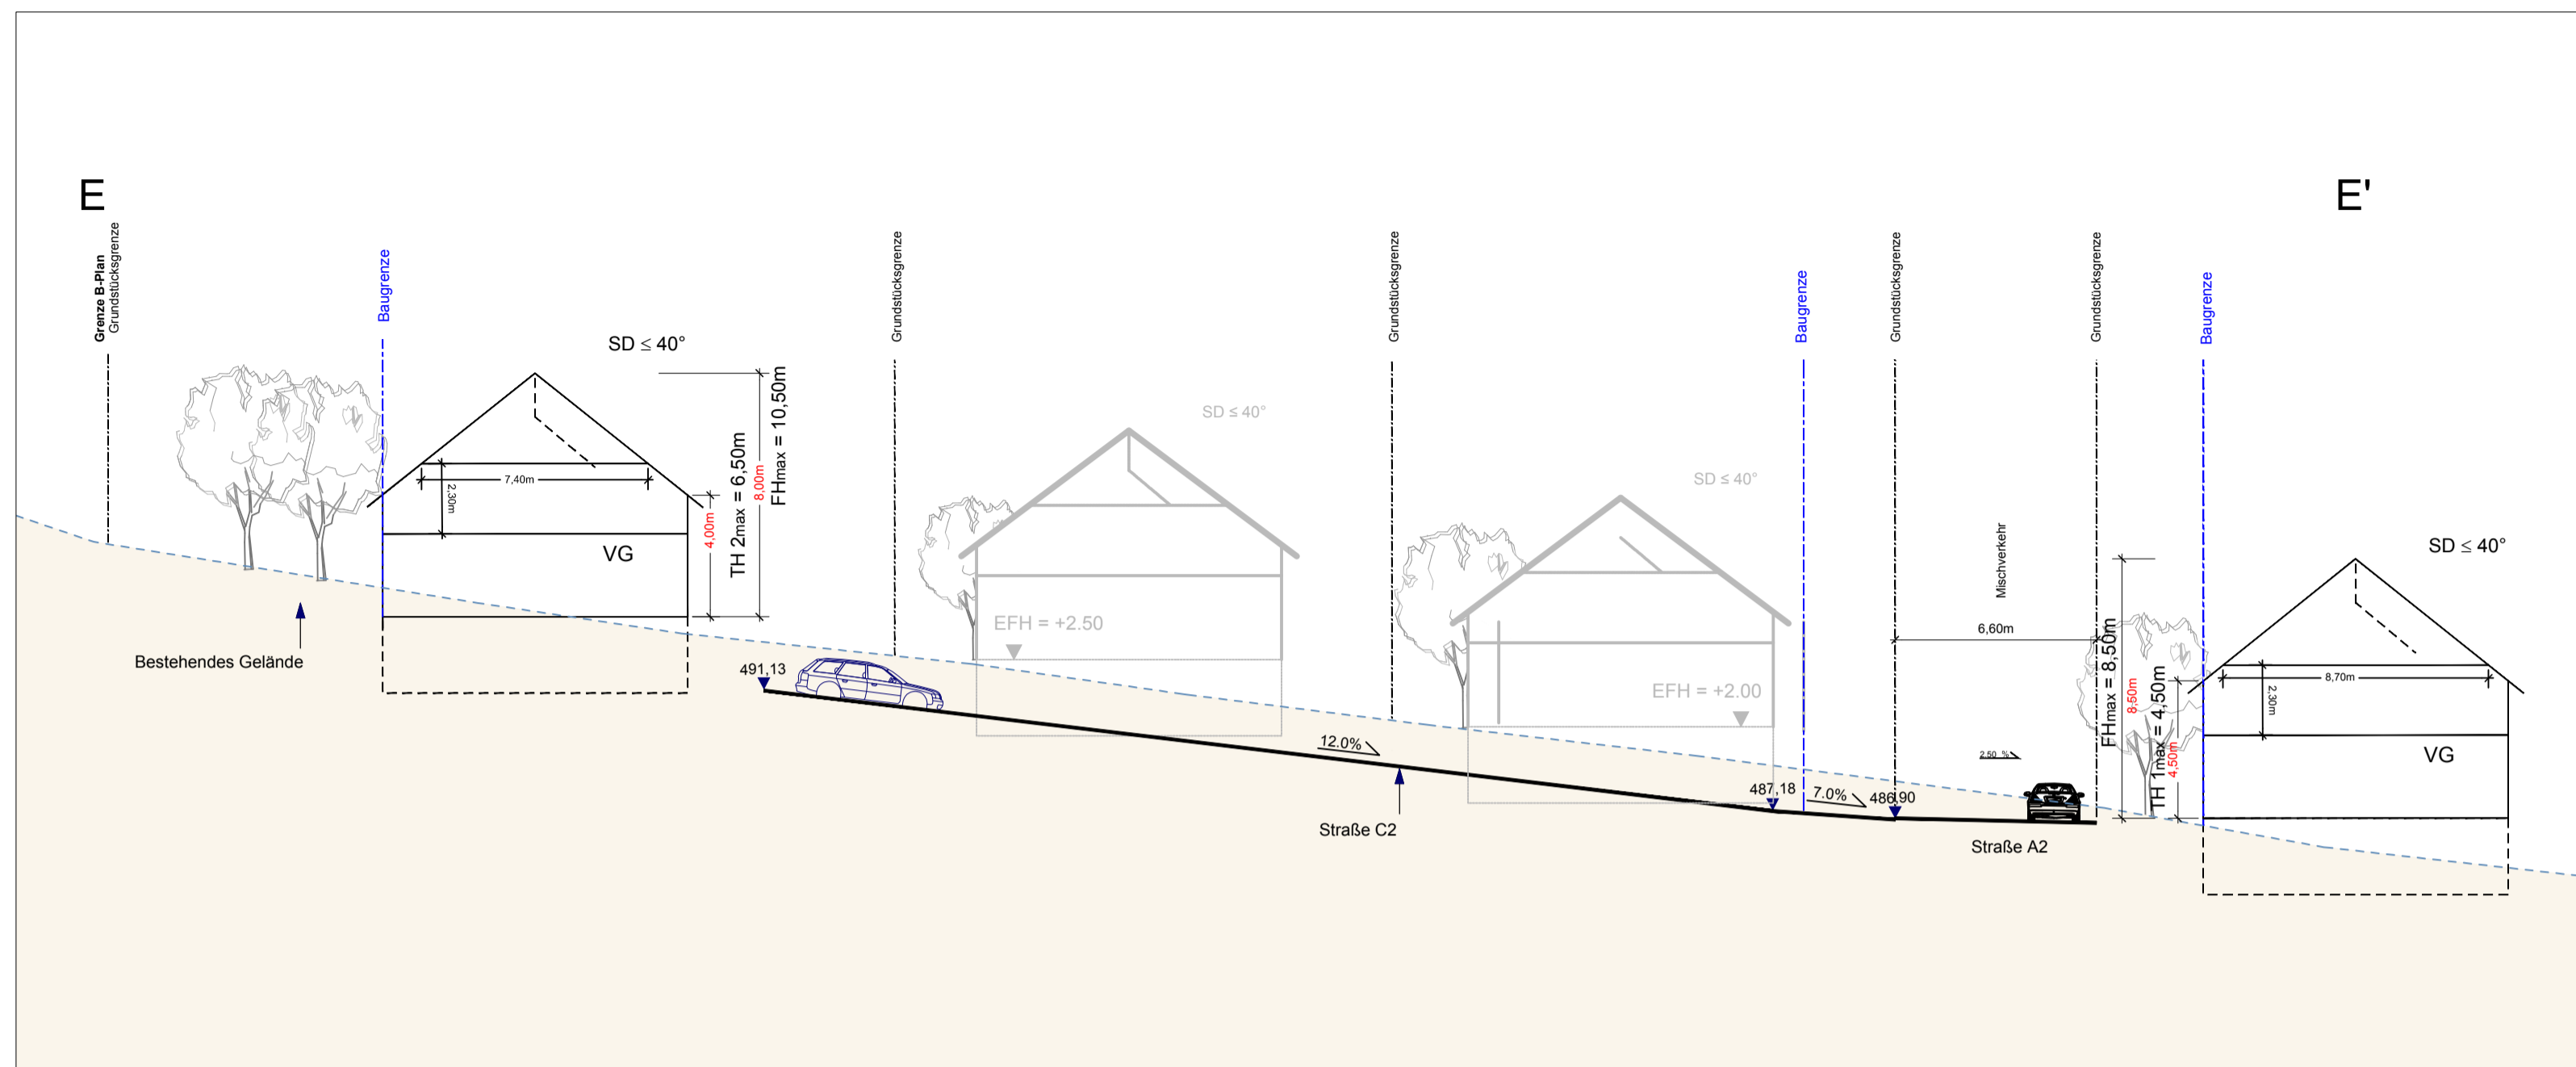 E
E'
Grenze B-Plan
Grundstücksgrenze
Baugrenze
Grundstücksgrenze
Grundstücksgrenze
Baugrenze
Grundstücksgrenze
Grundstücksgrenze
Baugrenze
SD ≤ 40°
7,40m
2,30m
VG
4,00m
TH 2max = 6,50m
8,00m
FHmax = 10,50m
Bestehendes Gelände
491,13
SD ≤ 40°
EFH = +2.50
12.0%
Straße C2
SD ≤ 40°
EFH = +2.00
487,18
7.0%
486,90
Mischverkehr
6,60m
2.50 %
Straße A2
FHmax = 8,50m
8,50m
TH 1max = 4,50m
4,50m
SD ≤ 40°
8,70m
2,30m
VG